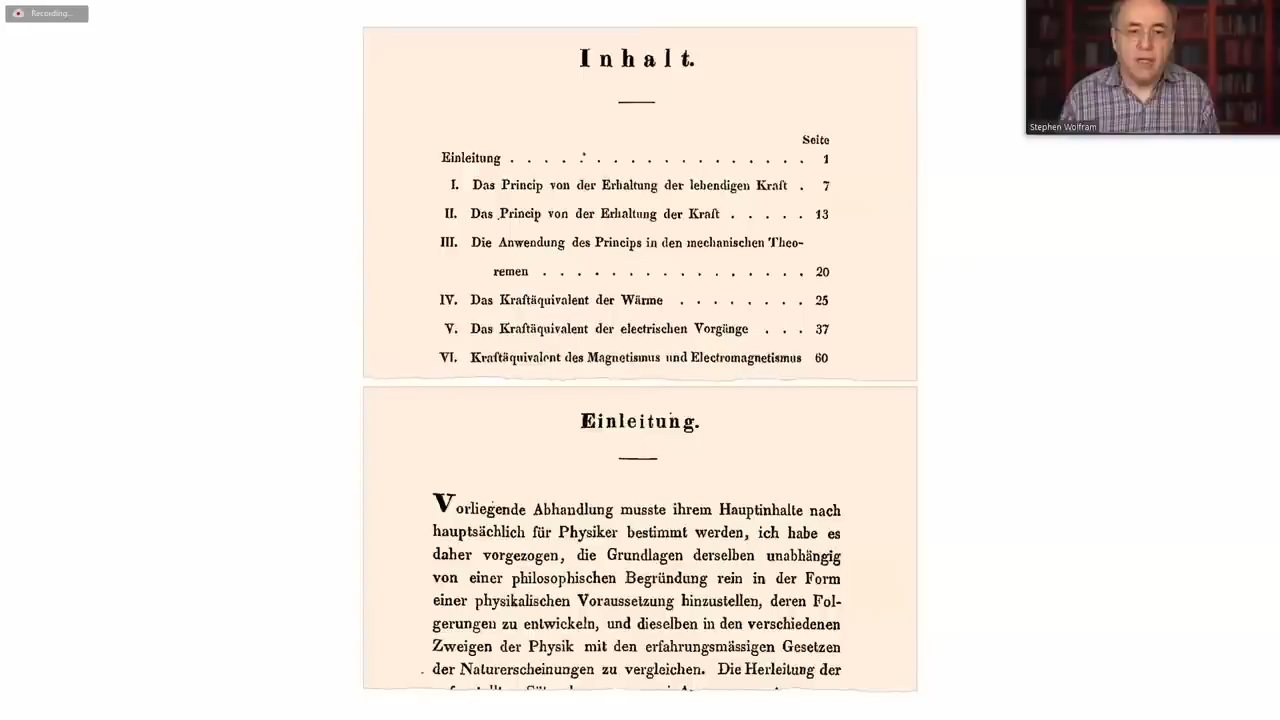 Recording...
Stephen Wolfram
Inhalt.
Seite
Einleitung . . . . . . . . . . . . . . . . . 1
I. Das Princip von der Erhaltung der lebendigen Kraft . 7
II. Das Princip von der Erhaltung der Kraft . . . . . 13
III. Die Anwendung des Princips in den mechanischen Theo-
remen . . . . . . . . . . . . . . . . 20
IV. Das Kraftäquivalent der Wärme . . . . . . . . 25
V. Das Kraftäquivalent der electrischen Vorgänge . . . 37
VI. Kraftäquivalent des Magnetismus und Electromagnetismus 60
Einleitung.
Vorliegende Abhandlung musste ihrem Hauptinhalte nach
hauptsächlich für Physiker bestimmt werden, ich habe es
daher vorgezogen, die Grundlagen derselben unabhängig
von einer philosophischen Begründung rein in der Form
einer physikalischen Voraussetzung hinzustellen, deren Fol-
gerungen zu entwickeln, und dieselben in den verschiedenen
Zweigen der Physik mit den erfahrungsmässigen Gesetzen
der Naturerscheinungen zu vergleichen. Die Herleitung der